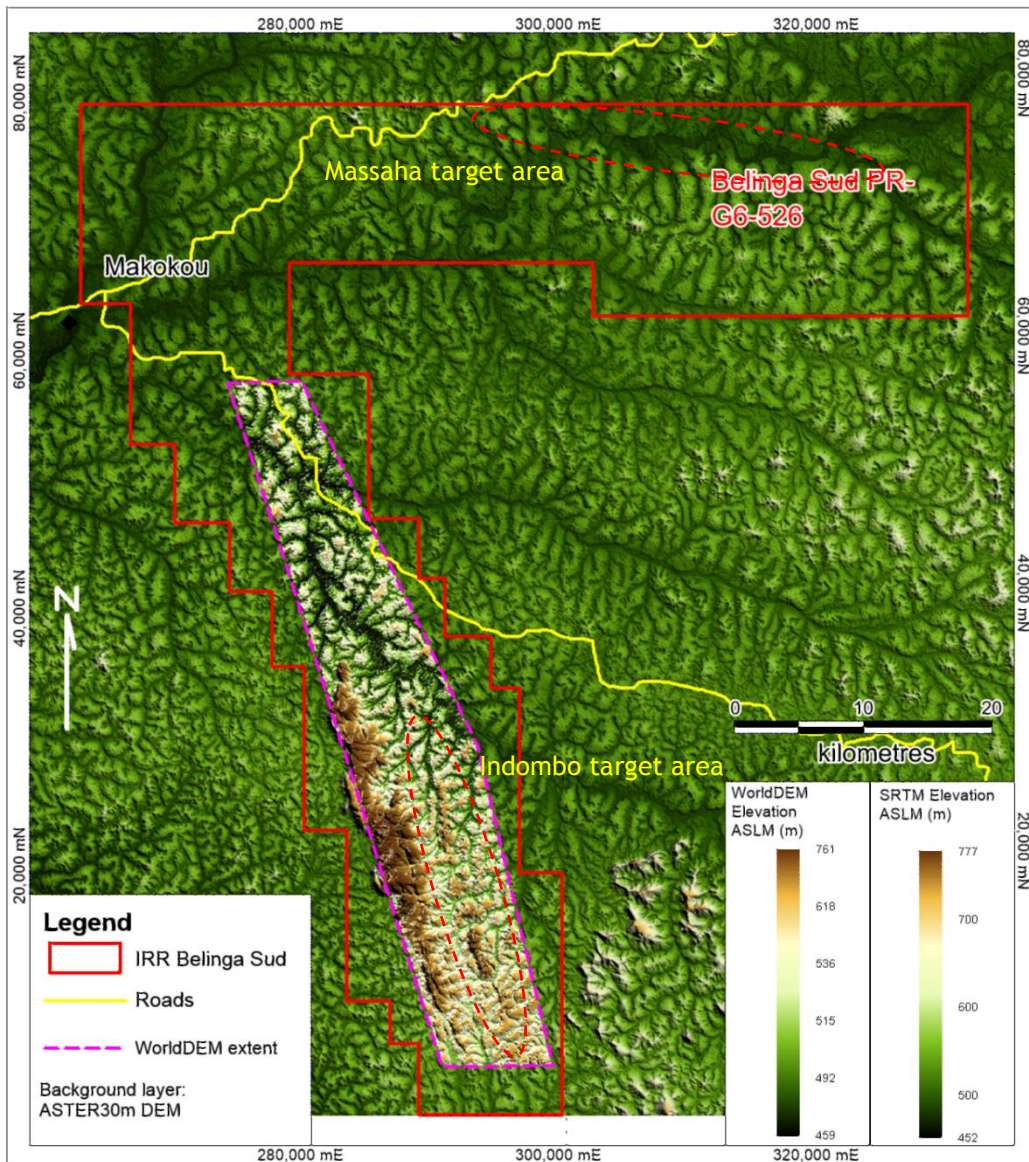 280,000 mE
300,000 mE
320,000 mE
80,000 mN
80,000 mN
Massaha target area
Belinga Sud PR-
G6-526
Makokou
60,000 mN
60,000 mN
N
40,000 mN
40,000 mN
0
10
20
kilometres
Indombo target area
20,000 mN
20,000 mN
Legend
IRR Belinga Sud
Roads
WorldDEM extent
Background layer:
ASTER30m DEM
WorldDEM
Elevation
ASLM (m)
761
618
536
515
492
459
SRTM Elevation
ASLM (m)
777
700
600
500
452
280,000 mE
300,000 mE
320,000 mE